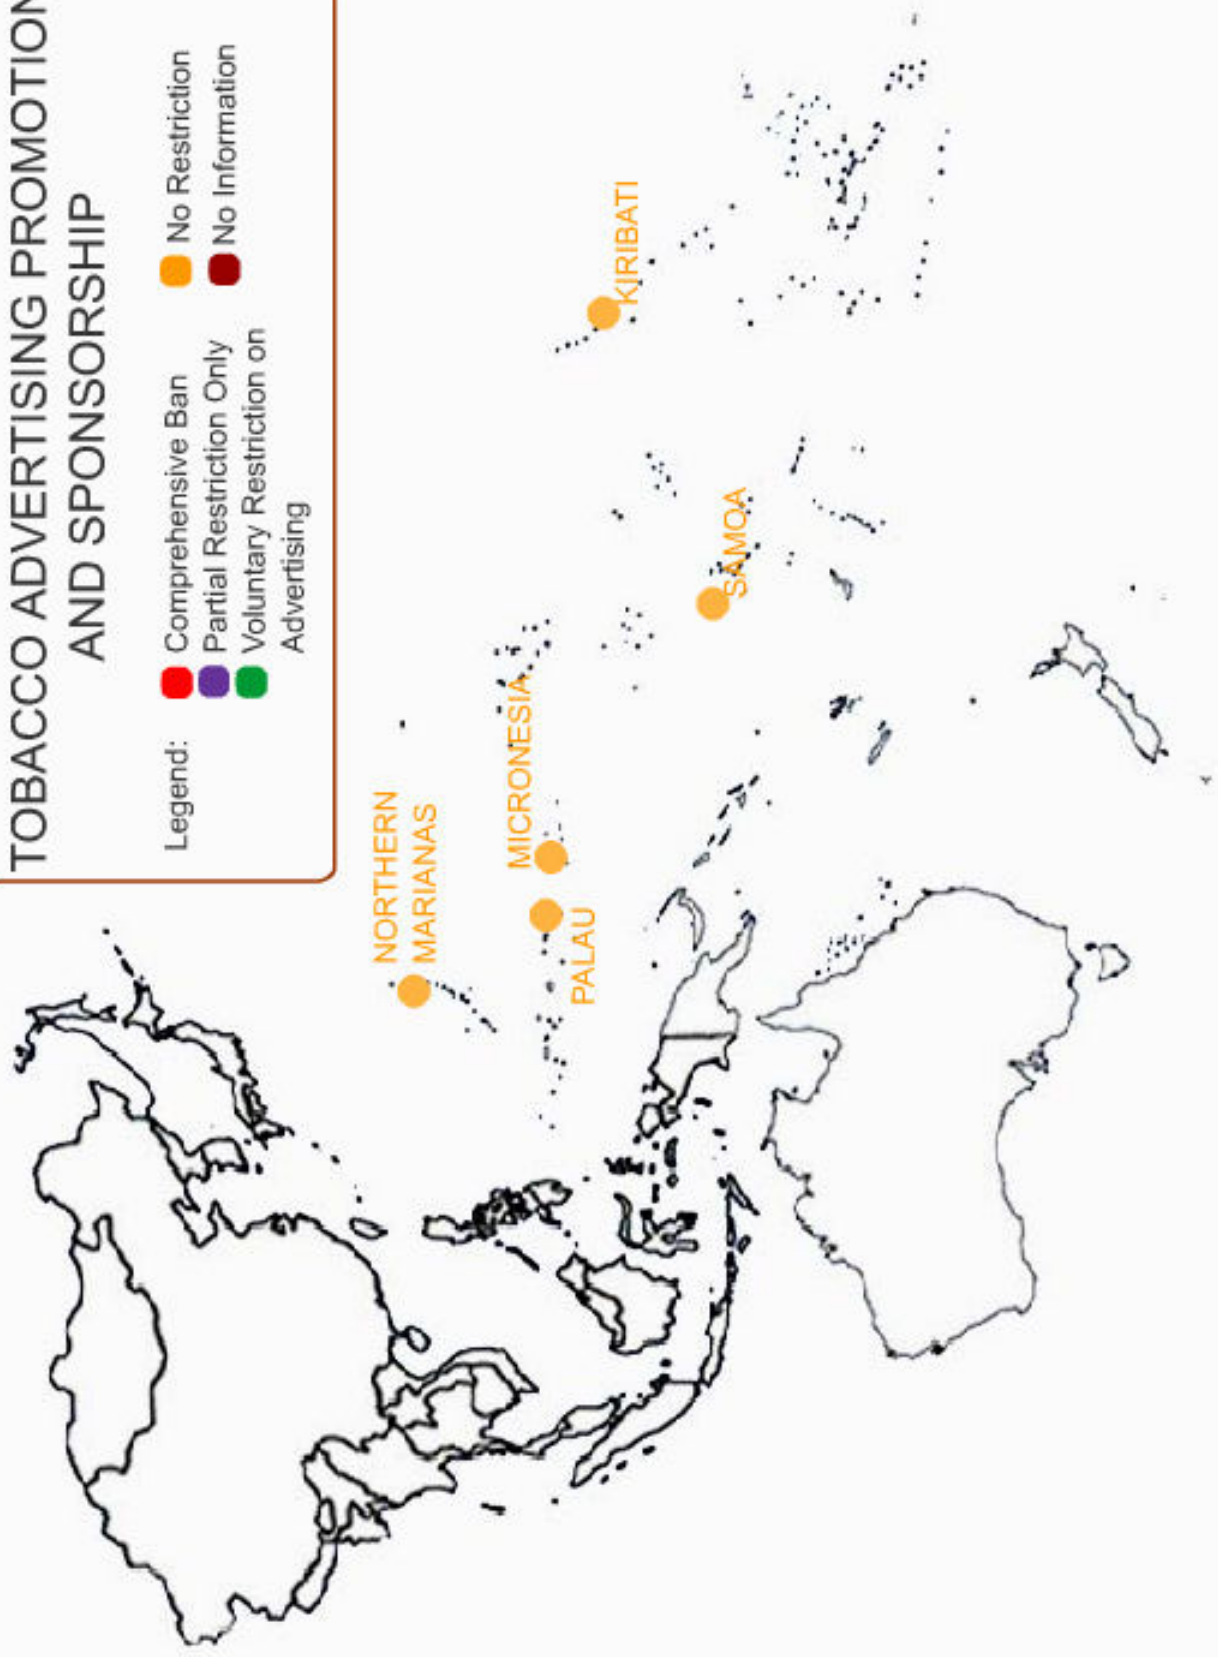 TOBACCO ADVERTISING PROMOTION
AND SPONSORSHIP
Legend:
Comprehensive Ban
Partial Restriction Only
Voluntary Restriction on
Advertising
No Restriction
No Information
NORTHERN
MARIANAS
MICRONESIA
PALAU
KIRIBATI
SAMOA